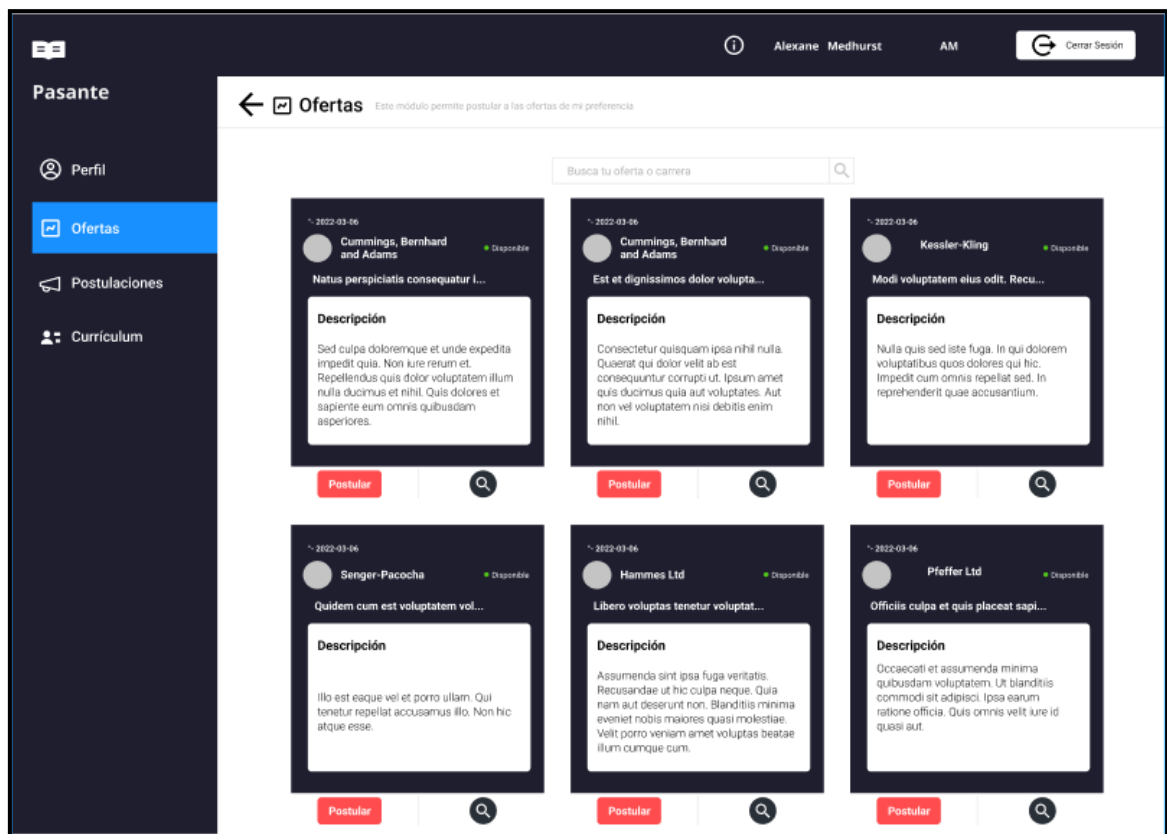 Alexane Medhurst AM Cerrar Sesión
Pasante
Ofertas Este módulo permite postular a las ofertas de mi preferencia
Perfil
Ofertas
Postulaciones
Currículum
Busca tu oferta o carrera
2022-03-06
Cummings, Bernhard
and Adams
Disponible
Natus perspiciatis consequatur i...
Descripción
Sed culpa doloremque et unde expedita
impedit quia. Non iure rerum et.
Repellendus quis dolor voluptatem illum
nulla ducimus et nihil. Quis dolores et
sapiente eum omnis quibusdam
asperiores.
Postular
2022-03-06
Cummings, Bernhard
and Adams
Disponible
Est et dignissimos dolor volupta...
Descripción
Consectetur quisquam ipsa nihil nulla.
Quaerat qui dolor velit ab est
consequuntur corrupti ut. Ipsum amet
quis ducimus quia aut voluptates. Aut
non vel voluptatem nisi debitis enim
nihil.
Postular
2022-03-06
Kessler-Kling
Disponible
Modi voluptatem eius odit. Recu...
Descripción
Nulla quis sed iste fuga. In qui dolorem
voluptatibus quos dolores qui hic.
Impedit cum omnis repellat sed. In
reprehenderit quae accusantium.
Postular
2022-03-06
Senger-Pacocha
Disponible
Quidem cum est voluptatem vol...
Descripción
Illo est eaque vel et porro ullam. Qui
tenetur repellat accusamus illo. Non hic
atque esse.
Postular
2022-03-06
Hammes Ltd
Disponible
Libero voluptas tenetur voluptat...
Descripción
Assumenda sint ipsa fuga veritatis.
Recusandae ut hic culpa neque. Quia
nam aut deserunt non. Blanditiis minima
eveniet nobis maiores quasi molestiae.
Velit porro veniam amet voluptas beatae
illum cumque cum.
Postular
2022-03-06
Pfeffer Ltd
Disponible
Officiis culpa et quis placeat sapi...
Descripción
Occaecati et assumenda minima
quibusdam voluptatem. Ut blanditiis
commodi sit adipisci. Ipsa earum
ratione officia. Quis omnis velit iure id
quasi aut.
Postular